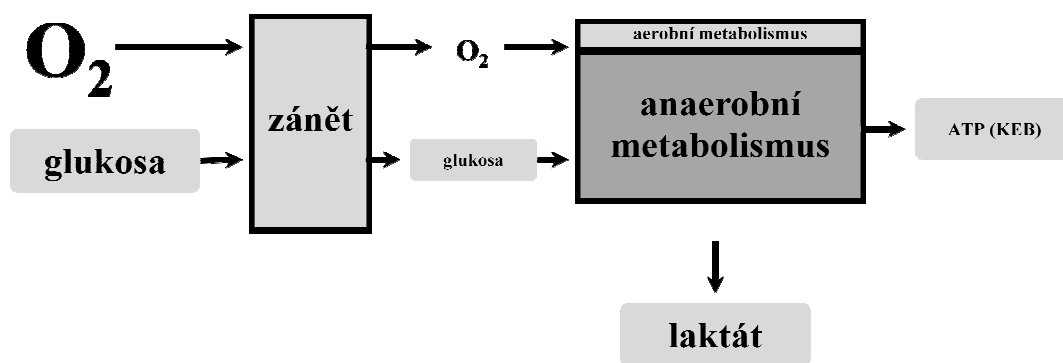 O₂
glukosa
zánět
O₂
glukosa
aerobní metabolismus
anaerobní
metabolismus
ATP (KEB)
laktát